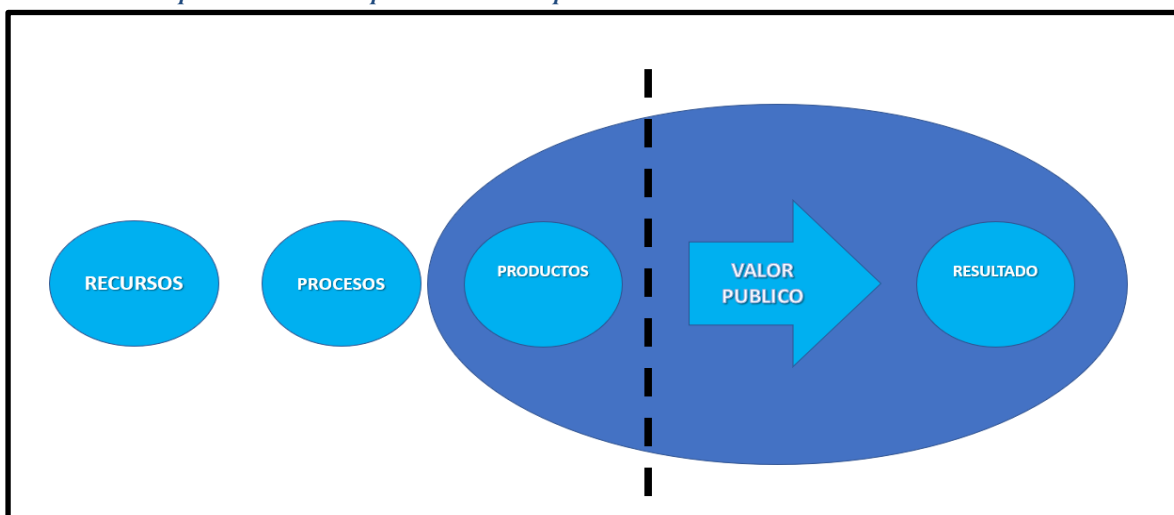 RECURSOS
PROCESOS
PRODUCTOS
VALOR
PUBLICO
RESULTADO